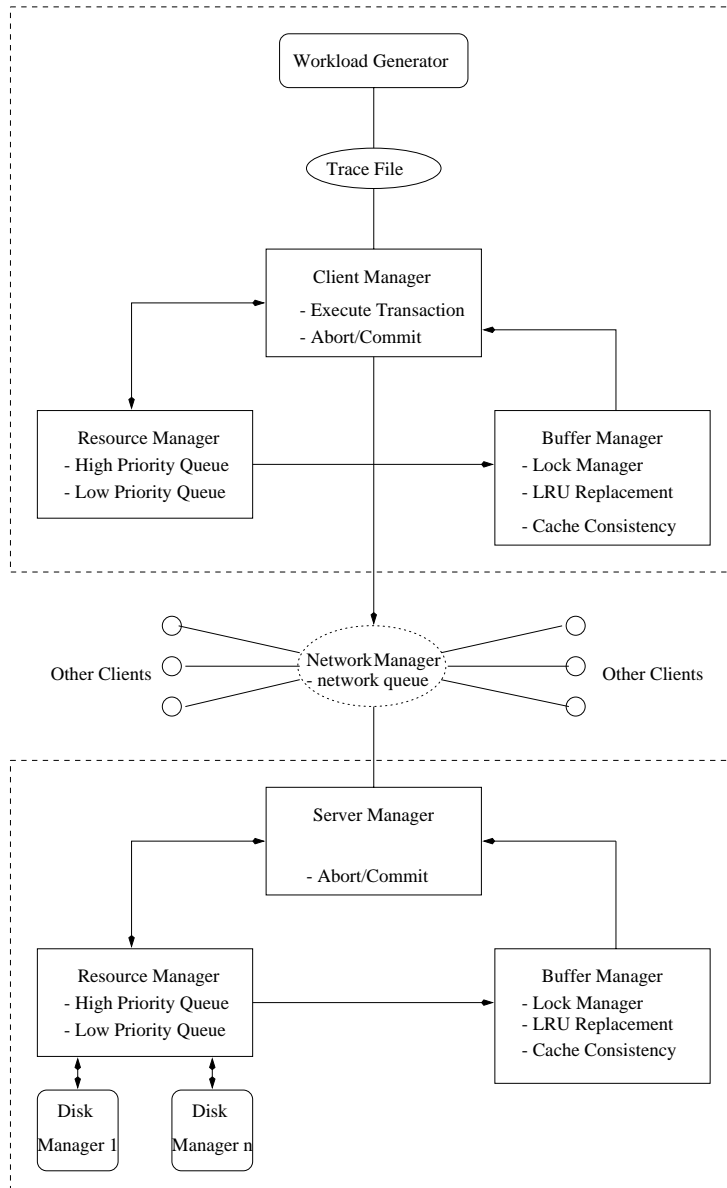 Workload Generator
Trace File
Client Manager
- Execute Transaction
- Abort/Commit
Resource Manager
- High Priority Queue
- Low Priority Queue
Buffer Manager
- Lock Manager
- LRU Replacement
- Cache Consistency
Other Clients
Network Manager
- network queue
Other Clients
Server Manager
- Abort/Commit
Resource Manager
- High Priority Queue
- Low Priority Queue
Buffer Manager
- Lock Manager
- LRU Replacement
- Cache Consistency
Disk
Manager 1
Disk
Manager n